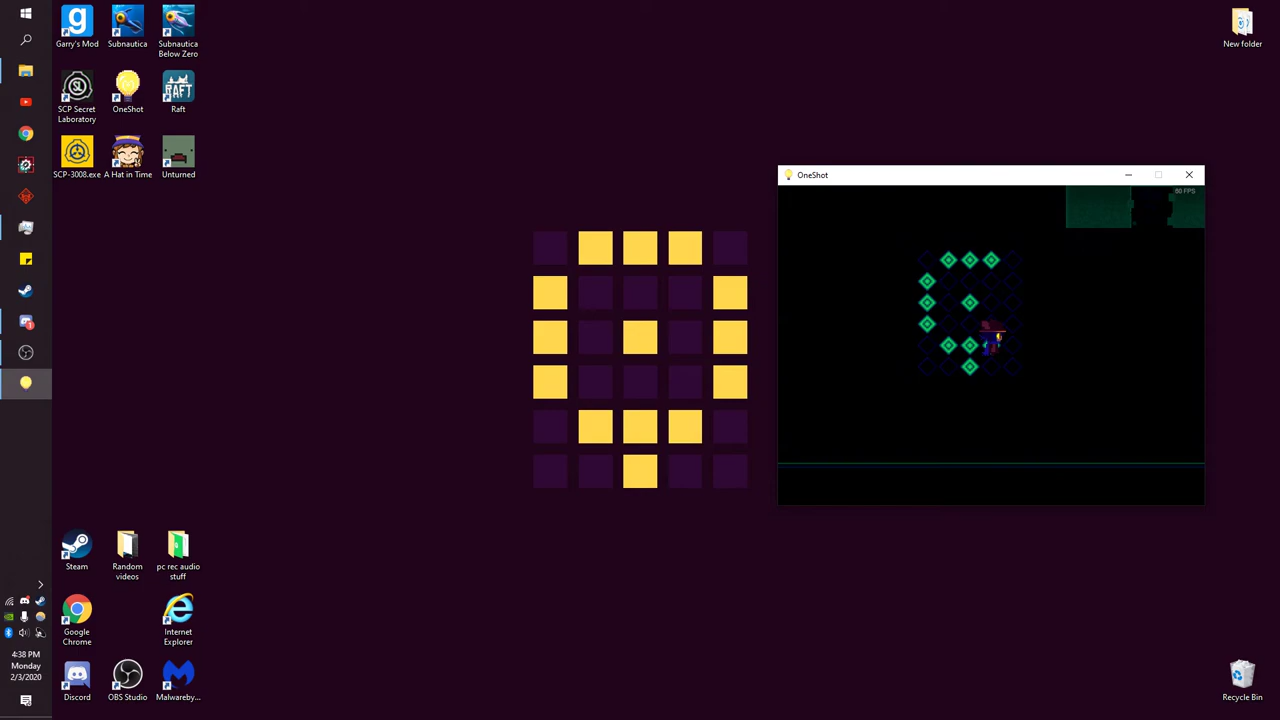 Garry's Mod
Subnautica
Subnautica
Below Zero
New folder
SCP Secret
Laboratory
OneShot
Raft
SCP-3008.exe
A Hat in Time
Unturned
OneShot
60 FPS
Steam
Random
videos
pc rec audio
stuff
Google
Chrome
Internet
Explorer
4:38 PM
Monday
2/3/2020
Discord
OBS Studio
Malwareby...
Recycle Bin